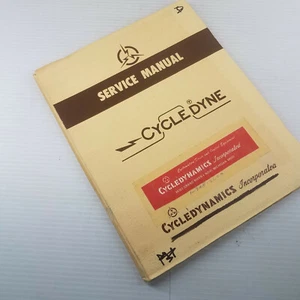 A
SERVICE MANUAL
CYCLE®DYNE
CYCLEDYNAMICS Incorporated
CYCLEDYNAMICS Incorporated